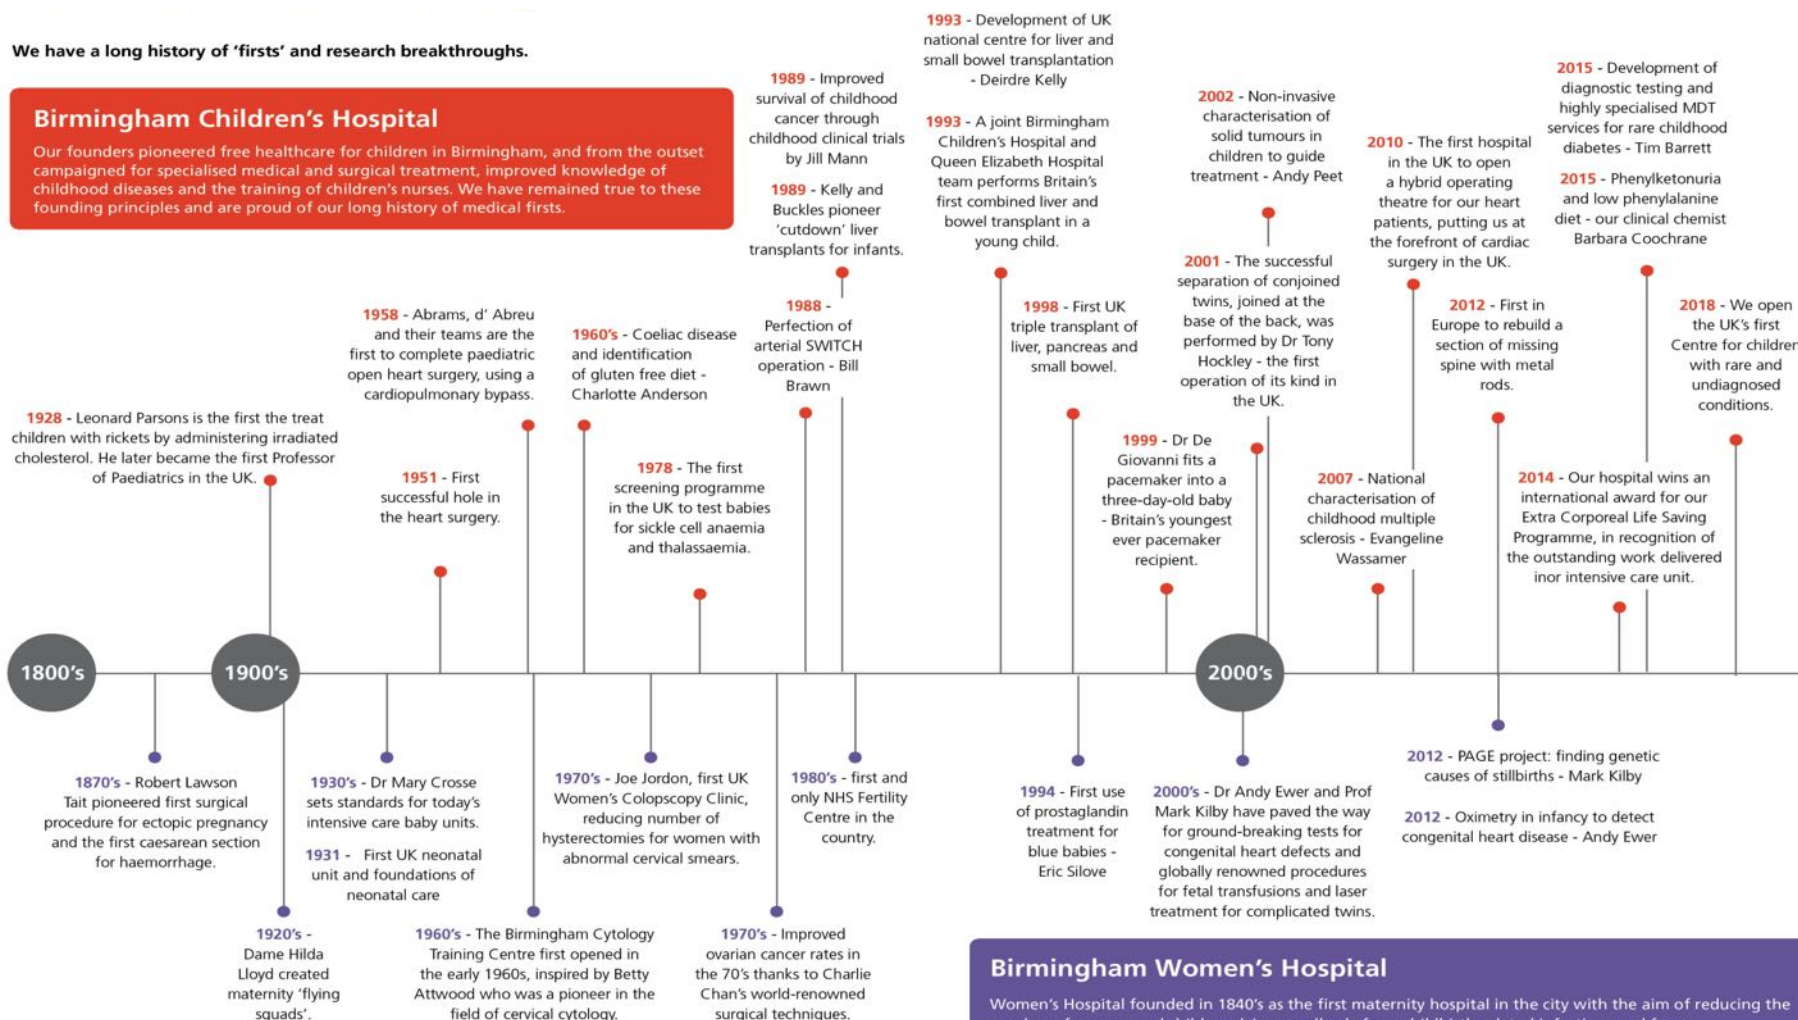 We have a long history of ‘firsts’ and research breakthroughs.
Birmingham Children’s Hospital
Our founders pioneered free healthcare for children in Birmingham, and from the outset
campaigned for specialised medical and surgical treatment, improved knowledge of
childhood diseases and the training of children’s nurses. We have remained true to these
founding principles and are proud of our long history of medical firsts.
1928 - Leonard Parsons is the first the treat
children with rickets by administering irradiated
cholesterol. He later became the first Professor
of Paediatrics in the UK.
1951 - First
successful hole in
the heart surgery.
1958 - Abrams, d’ Abreu
and their teams are the
first to complete paediatric
open heart surgery, using a
cardiopulmonary bypass.
1960’s - Coeliac disease
and identification
of gluten free diet -
Charlotte Anderson
1978 - The first
screening programme
in the UK to test babies
for sickle cell anaemia
and thalassaemia.
1988 -
Perfection of
arterial SWITCH
operation - Bill
Brawn
1989 - Improved
survival of childhood
cancer through
childhood clinical trials
by Jill Mann
1989 - Kelly and
Buckles pioneer
‘cutdown’ liver
transplants for infants.
1993 - Development of UK
national centre for liver and
small bowel transplantation
- Deirdre Kelly
1993 - A joint Birmingham
Children’s Hospital and
Queen Elizabeth Hospital
team performs Britain’s
first combined liver and
bowel transplant in a
young child.
1998 - First UK
triple transplant of
liver, pancreas and
small bowel.
1999 - Dr De
Giovanni fits a
pacemaker into a
three-day-old baby
- Britain’s youngest
ever pacemaker
recipient.
2002 - Non-invasive
characterisation of
solid tumours in
children to guide
treatment - Andy Peet
2001 - The successful
separation of conjoined
twins, joined at the
base of the back, was
performed by Dr Tony
Hockley - the first
operation of its kind in
the UK.
2007 - National
characterisation of
childhood multiple
sclerosis - Evangeline
Wassamer
2010 - The first hospital
in the UK to open
a hybrid operating
theatre for our heart
patients, putting us at
the forefront of cardiac
surgery in the UK.
2012 - First in
Europe to rebuild a
section of missing
spine with metal
rods.
2014 - Our hospital wins an
international award for our
Extra Corporeal Life Saving
Programme, in recognition of
the outstanding work delivered
inor intensive care unit.
2015 - Development of
diagnostic testing and
highly specialised MDT
services for rare childhood
diabetes - Tim Barrett
2015 - Phenylketonuria
and low phenylalanine
diet - our clinical chemist
Barbara Coochrane
2018 - We open
the UK’s first
Centre for children
with rare and
undiagnosed
conditions.
1800’s
1900’s
2000’s
1870’s - Robert Lawson
Tait pioneered first surgical
procedure for ectopic pregnancy
and the first caesarean section
for haemorrhage.
1920’s -
Dame Hilda
Lloyd created
maternity ‘flying
squads’.
1930’s - Dr Mary Crosse
sets standards for today’s
intensive care baby units.
1931 - First UK neonatal
unit and foundations of
neonatal care
1960’s - The Birmingham Cytology
Training Centre first opened in
the early 1960s, inspired by Betty
Attwood who was a pioneer in the
field of cervical cytology.
1970’s - Joe Jordon, first UK
Women’s Colopscopy Clinic,
reducing number of
hysterectomies for women with
abnormal cervical smears.
1970’s - Improved
ovarian cancer rates in
the 70’s thanks to Charlie
Chan’s world-renowned
surgical techniques.
1980’s - first and
only NHS Fertility
Centre in the
country.
1994 - First use
of prostaglandin
treatment for
blue babies -
Eric Silove
2000’s - Dr Andy Ewer and Prof
Mark Kilby have paved the way
for ground-breaking tests for
congenital heart defects and
globally renowned procedures
for fetal transfusions and laser
treatment for complicated twins.
2012 - PAGE project: finding genetic
causes of stillbirths - Mark Kilby
2012 - Oximetry in infancy to detect
congenital heart disease - Andy Ewer
Birmingham Women’s Hospital
Women’s Hospital founded in 1840’s as the first maternity hospital in the city with the aim of reducing the